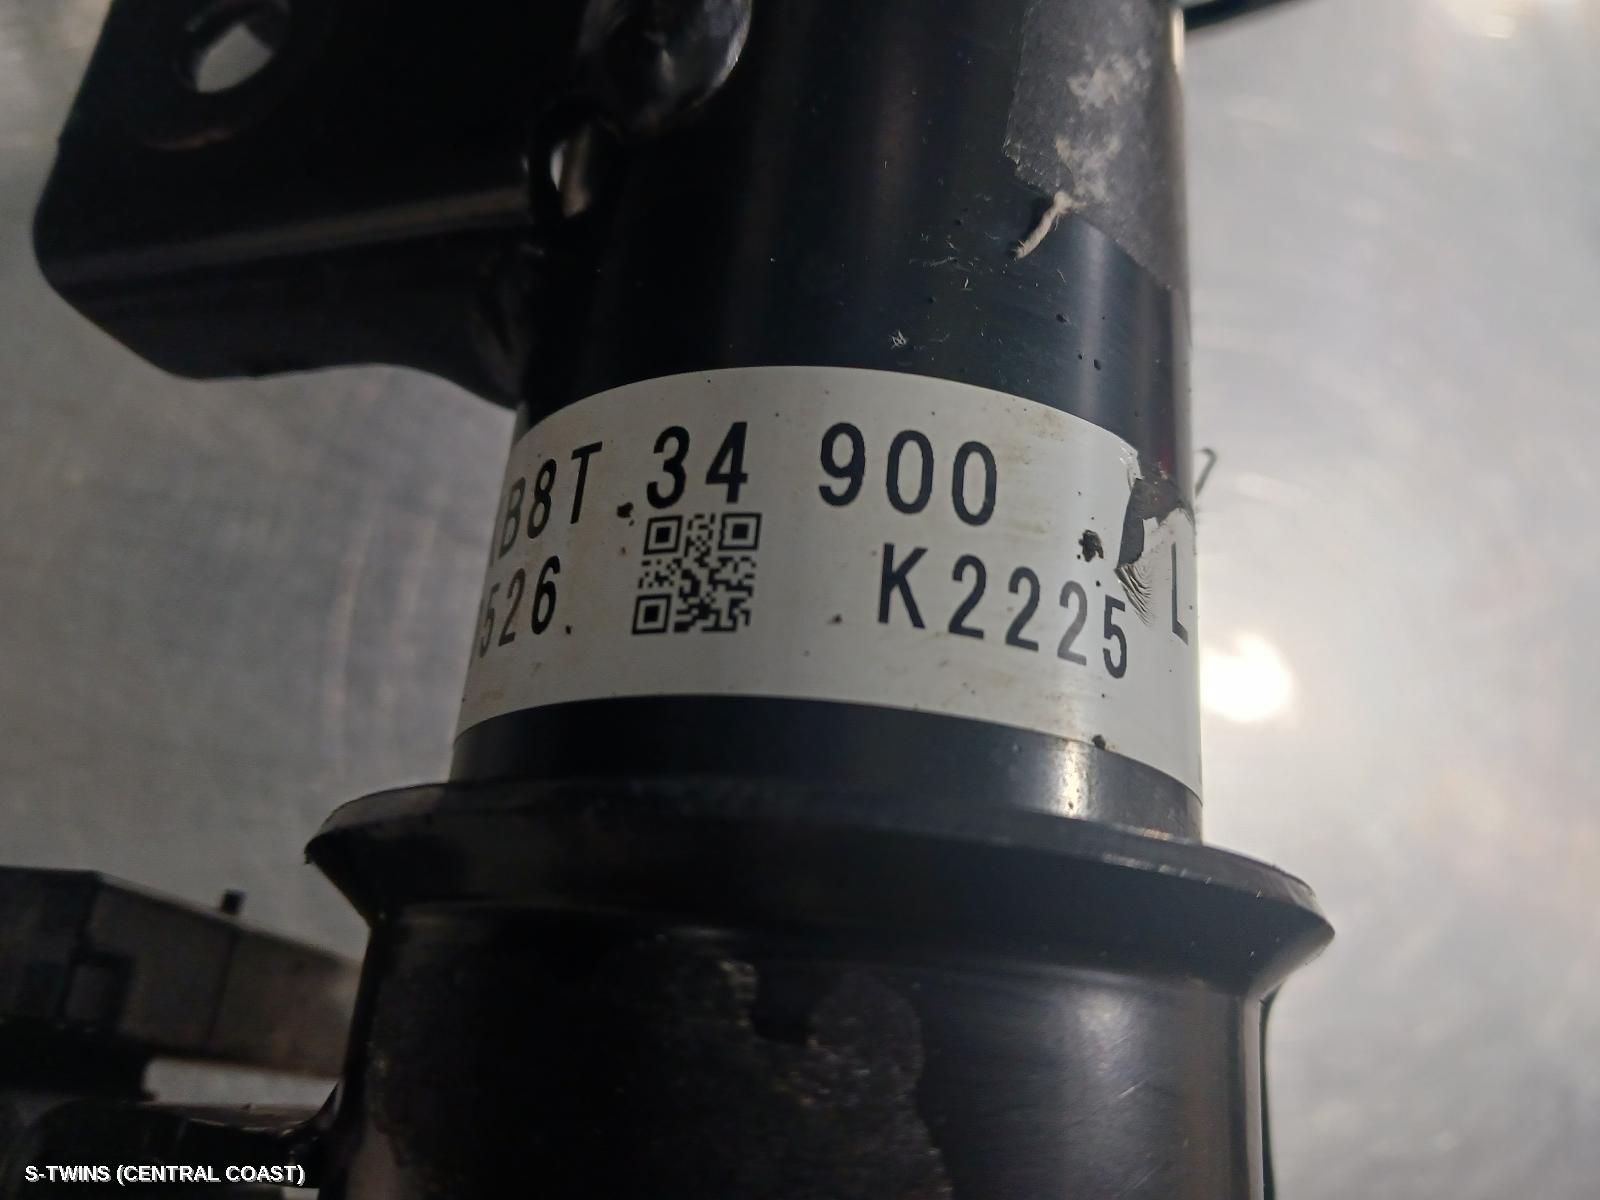 B8T 34 900
526 K2225 L
S-TWINS (CENTRAL COAST)